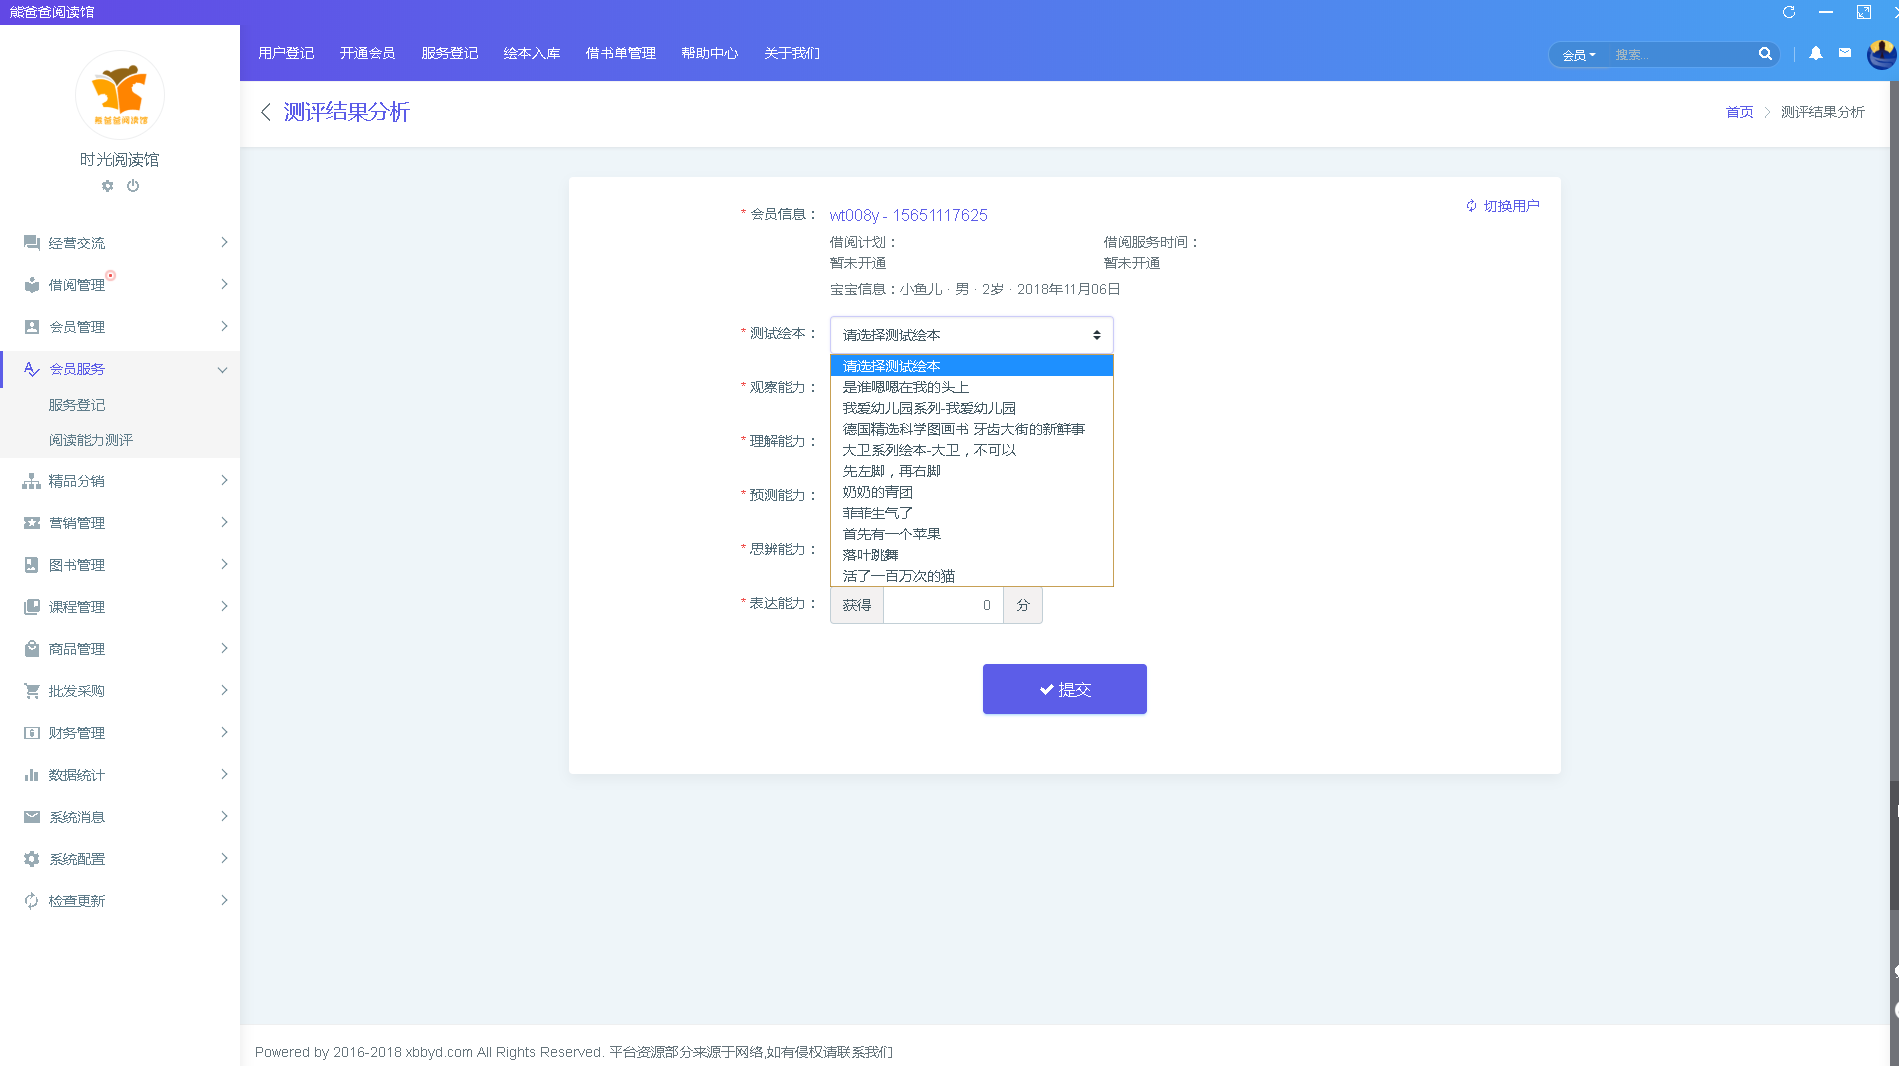 熊爸爸阅读馆
用户登记 开通会员 服务登记 绘本入库 借书单管理 帮助中心 关于我们
会员 搜索...
熊爸爸阅读馆
时光阅读馆
经营交流
借阅管理
会员管理
会员服务
服务登记
阅读能力测评
精品分销
营销管理
图书管理
课程管理
商品管理
批发采购
财务管理
数据统计
系统消息
系统配置
检查更新
测评结果分析
首页 测评结果分析
切换用户
* 会员信息： wt008y - 15651117625
借阅计划： 借阅服务时间：
暂未开通 暂未开通
宝宝信息：小鱼儿 · 男 · 2岁 · 2018年11月06日
* 测试绘本： 请选择测试绘本
请选择测试绘本
是谁嗯嗯在我的头上
我爱幼儿园系列-我爱幼儿园
德国精选科学图画书 牙齿大街的新鲜事
大卫系列绘本-大卫，不可以
先左脚，再右脚
奶奶的青团
菲菲生气了
首先有一个苹果
落叶跳舞
活了一百万次的猫
* 观察能力：
* 理解能力：
* 预测能力：
* 思辨能力：
* 表达能力： 获得 0 分
提交
Powered by 2016-2018 xbbyd.com All Rights Reserved. 平台资源部分来源于网络,如有侵权请联系我们